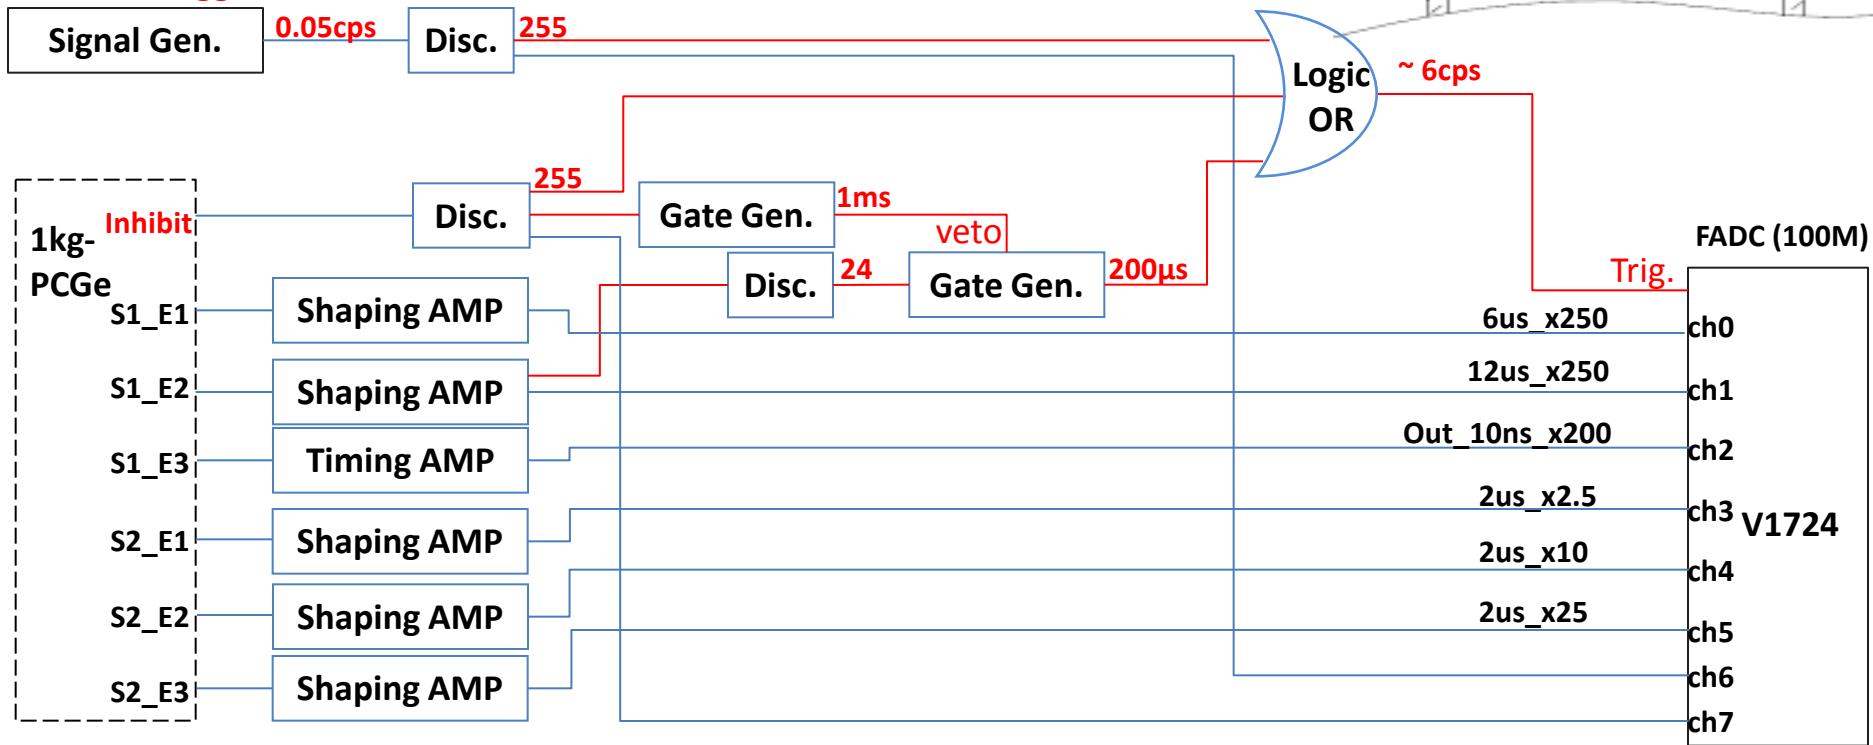 Signal Gen.
0.05cps
Disc.
255
Logic
OR
~ 6cps
255
Inhibit
Disc.
Gate Gen.
1ms
veto
1kg-
PCGe
Disc.
24
Gate Gen.
200μs
FADC (100M)
Trig.
S1_E1
Shaping AMP
6us_x250
ch0
S1_E2
Shaping AMP
12us_x250
ch1
S1_E3
Timing AMP
Out_10ns_x200
ch2
S2_E1
Shaping AMP
2us_x2.5
ch3
V1724
S2_E2
Shaping AMP
2us_x10
ch4
S2_E3
Shaping AMP
2us_x25
ch5
ch6
ch7